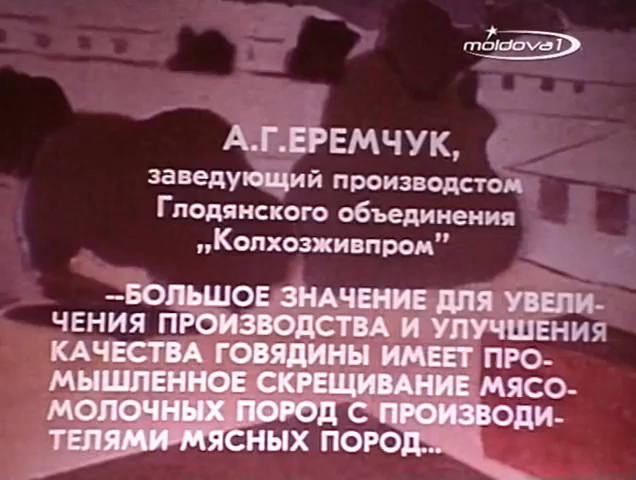 moldova1
А.Г.ЕРЕМЧУК,
заведующий производстом
Глодянского объединения
„Колхозживпром”
--БОЛЬШОЕ ЗНАЧЕНИЕ ДЛЯ УВЕЛИ-
ЧЕНИЯ ПРОИЗВОДСТВА И УЛУЧШЕНИЯ
КАЧЕСТВА ГОВЯДИНЫ ИМЕЕТ ПРО-
МЫШЛЕННОЕ СКРЕЩИВАНИЕ МЯСО-
МОЛОЧНЫХ ПОРОД С ПРОИЗВОДИ-
ТЕЛЯМИ МЯСНЫХ ПОРОД...